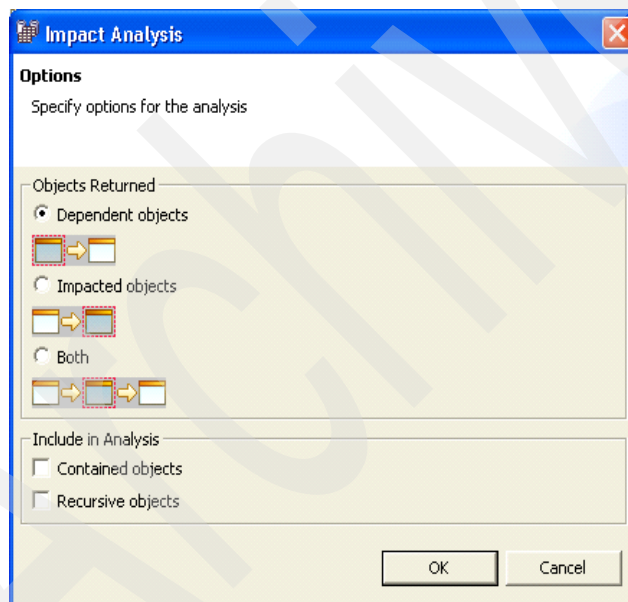 Impact Analysis
Options
Specify options for the analysis
Objects Returned
Dependent objects
Impacted objects
Both
Include in Analysis
Contained objects
Recursive objects
OK Cancel